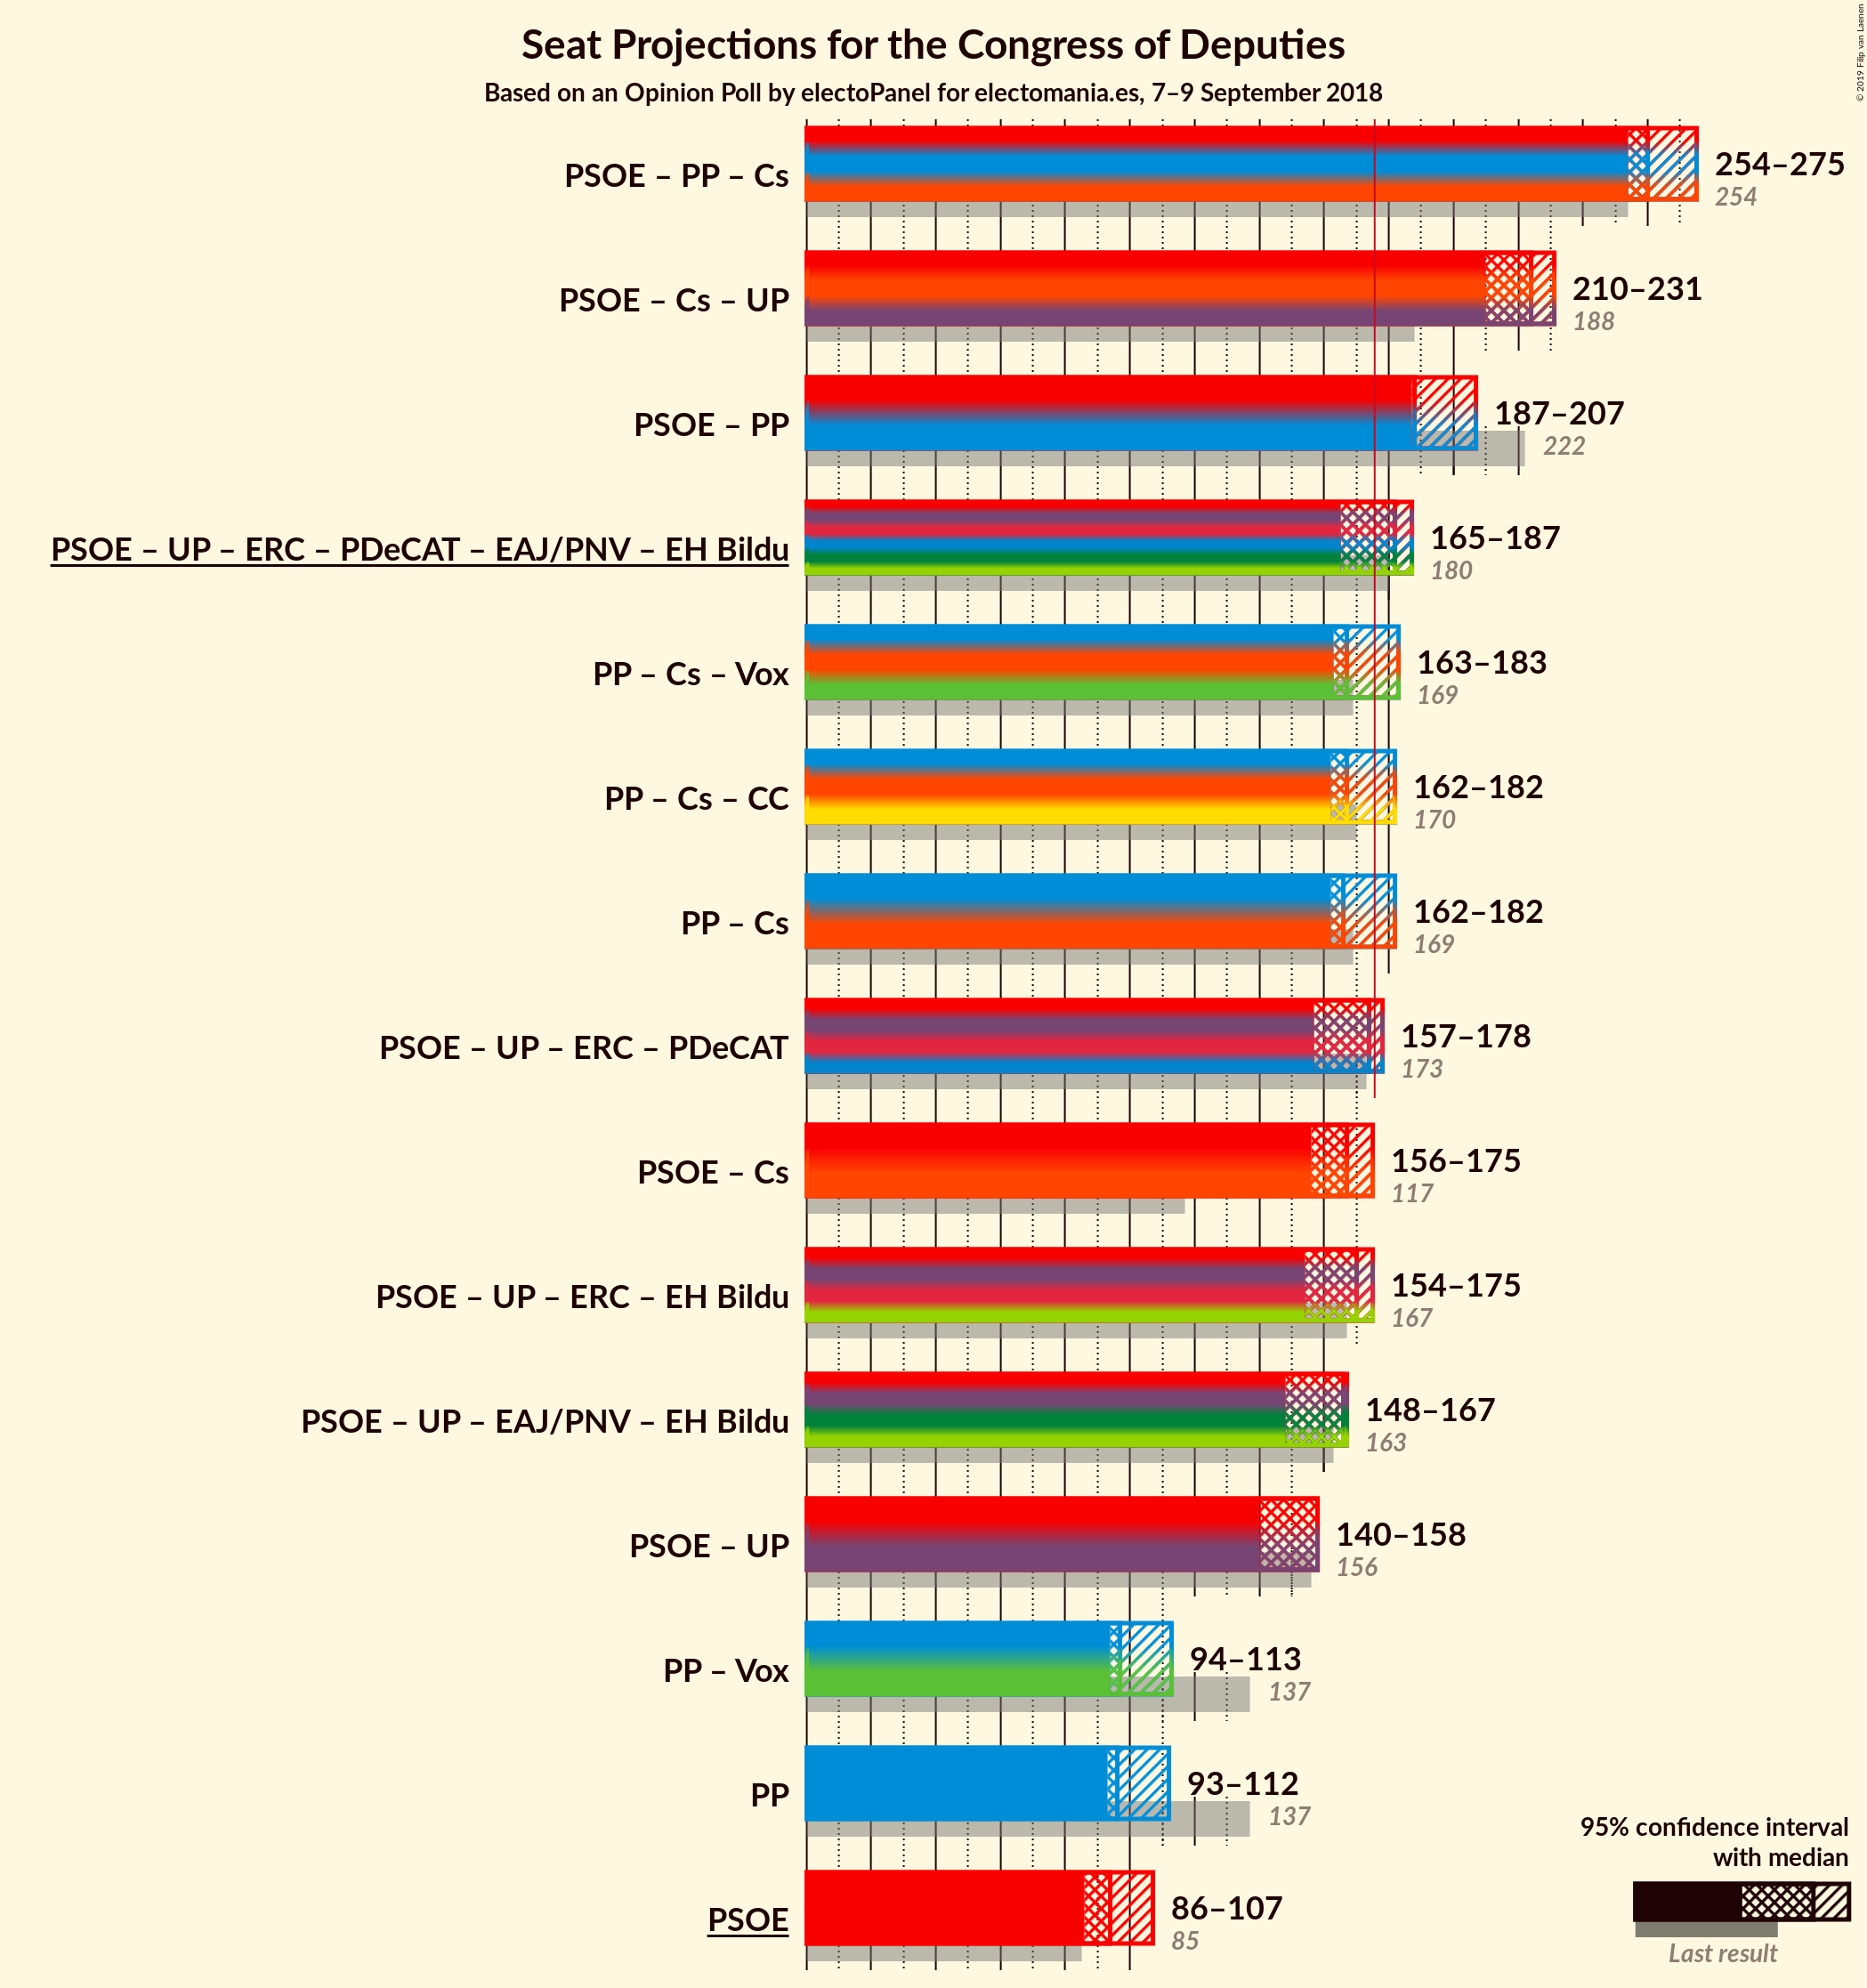 Seat Projections for the Congress of Deputies
Based on an Opinion Poll by electoPanel for electomania.es, 7–9 September 2018
© 2019 Filip van Laenen
PSOE – PP – Cs
254–275
254
PSOE – Cs – UP
210–231
188
PSOE – PP
187–207
222
PSOE – UP – ERC – PDeCAT – EAJ/PNV – EH Bildu
165–187
180
PP – Cs – Vox
163–183
169
PP – Cs – CC
162–182
170
PP – Cs
162–182
169
PSOE – UP – ERC – PDeCAT
157–178
173
PSOE – Cs
156–175
117
PSOE – UP – ERC – EH Bildu
154–175
167
PSOE – UP – EAJ/PNV – EH Bildu
148–167
163
PSOE – UP
140–158
156
PP – Vox
94–113
137
PP
93–112
137
PSOE
86–107
85
95% confidence interval
with median
Last result